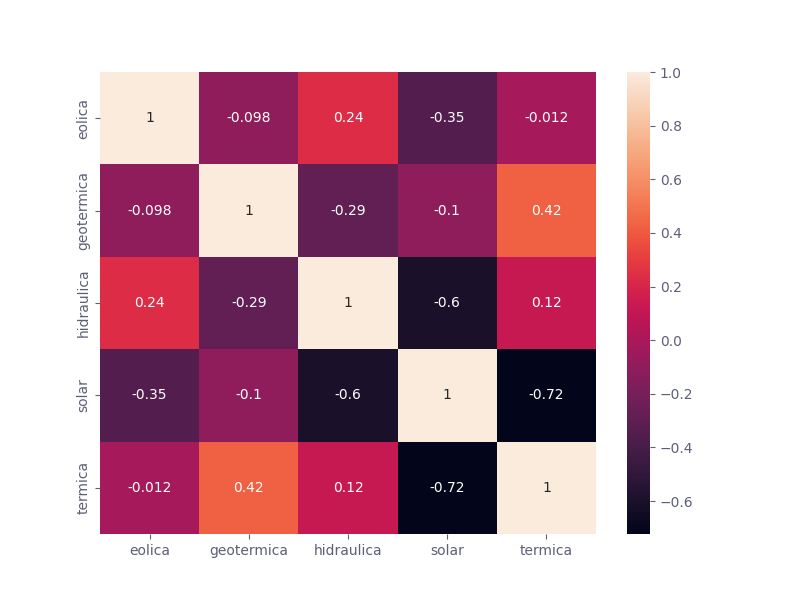 eolica 1 -0.098 0.24 -0.35 -0.012
geotermica -0.098 1 -0.29 -0.1 0.42
hidraulica 0.24 -0.29 1 -0.6 0.12
solar -0.35 -0.1 -0.6 1 -0.72
termica -0.012 0.42 0.12 -0.72 1
eolica geotermica hidraulica solar termica
1.0
0.8
0.6
0.4
0.2
0.0
−0.2
−0.4
−0.6